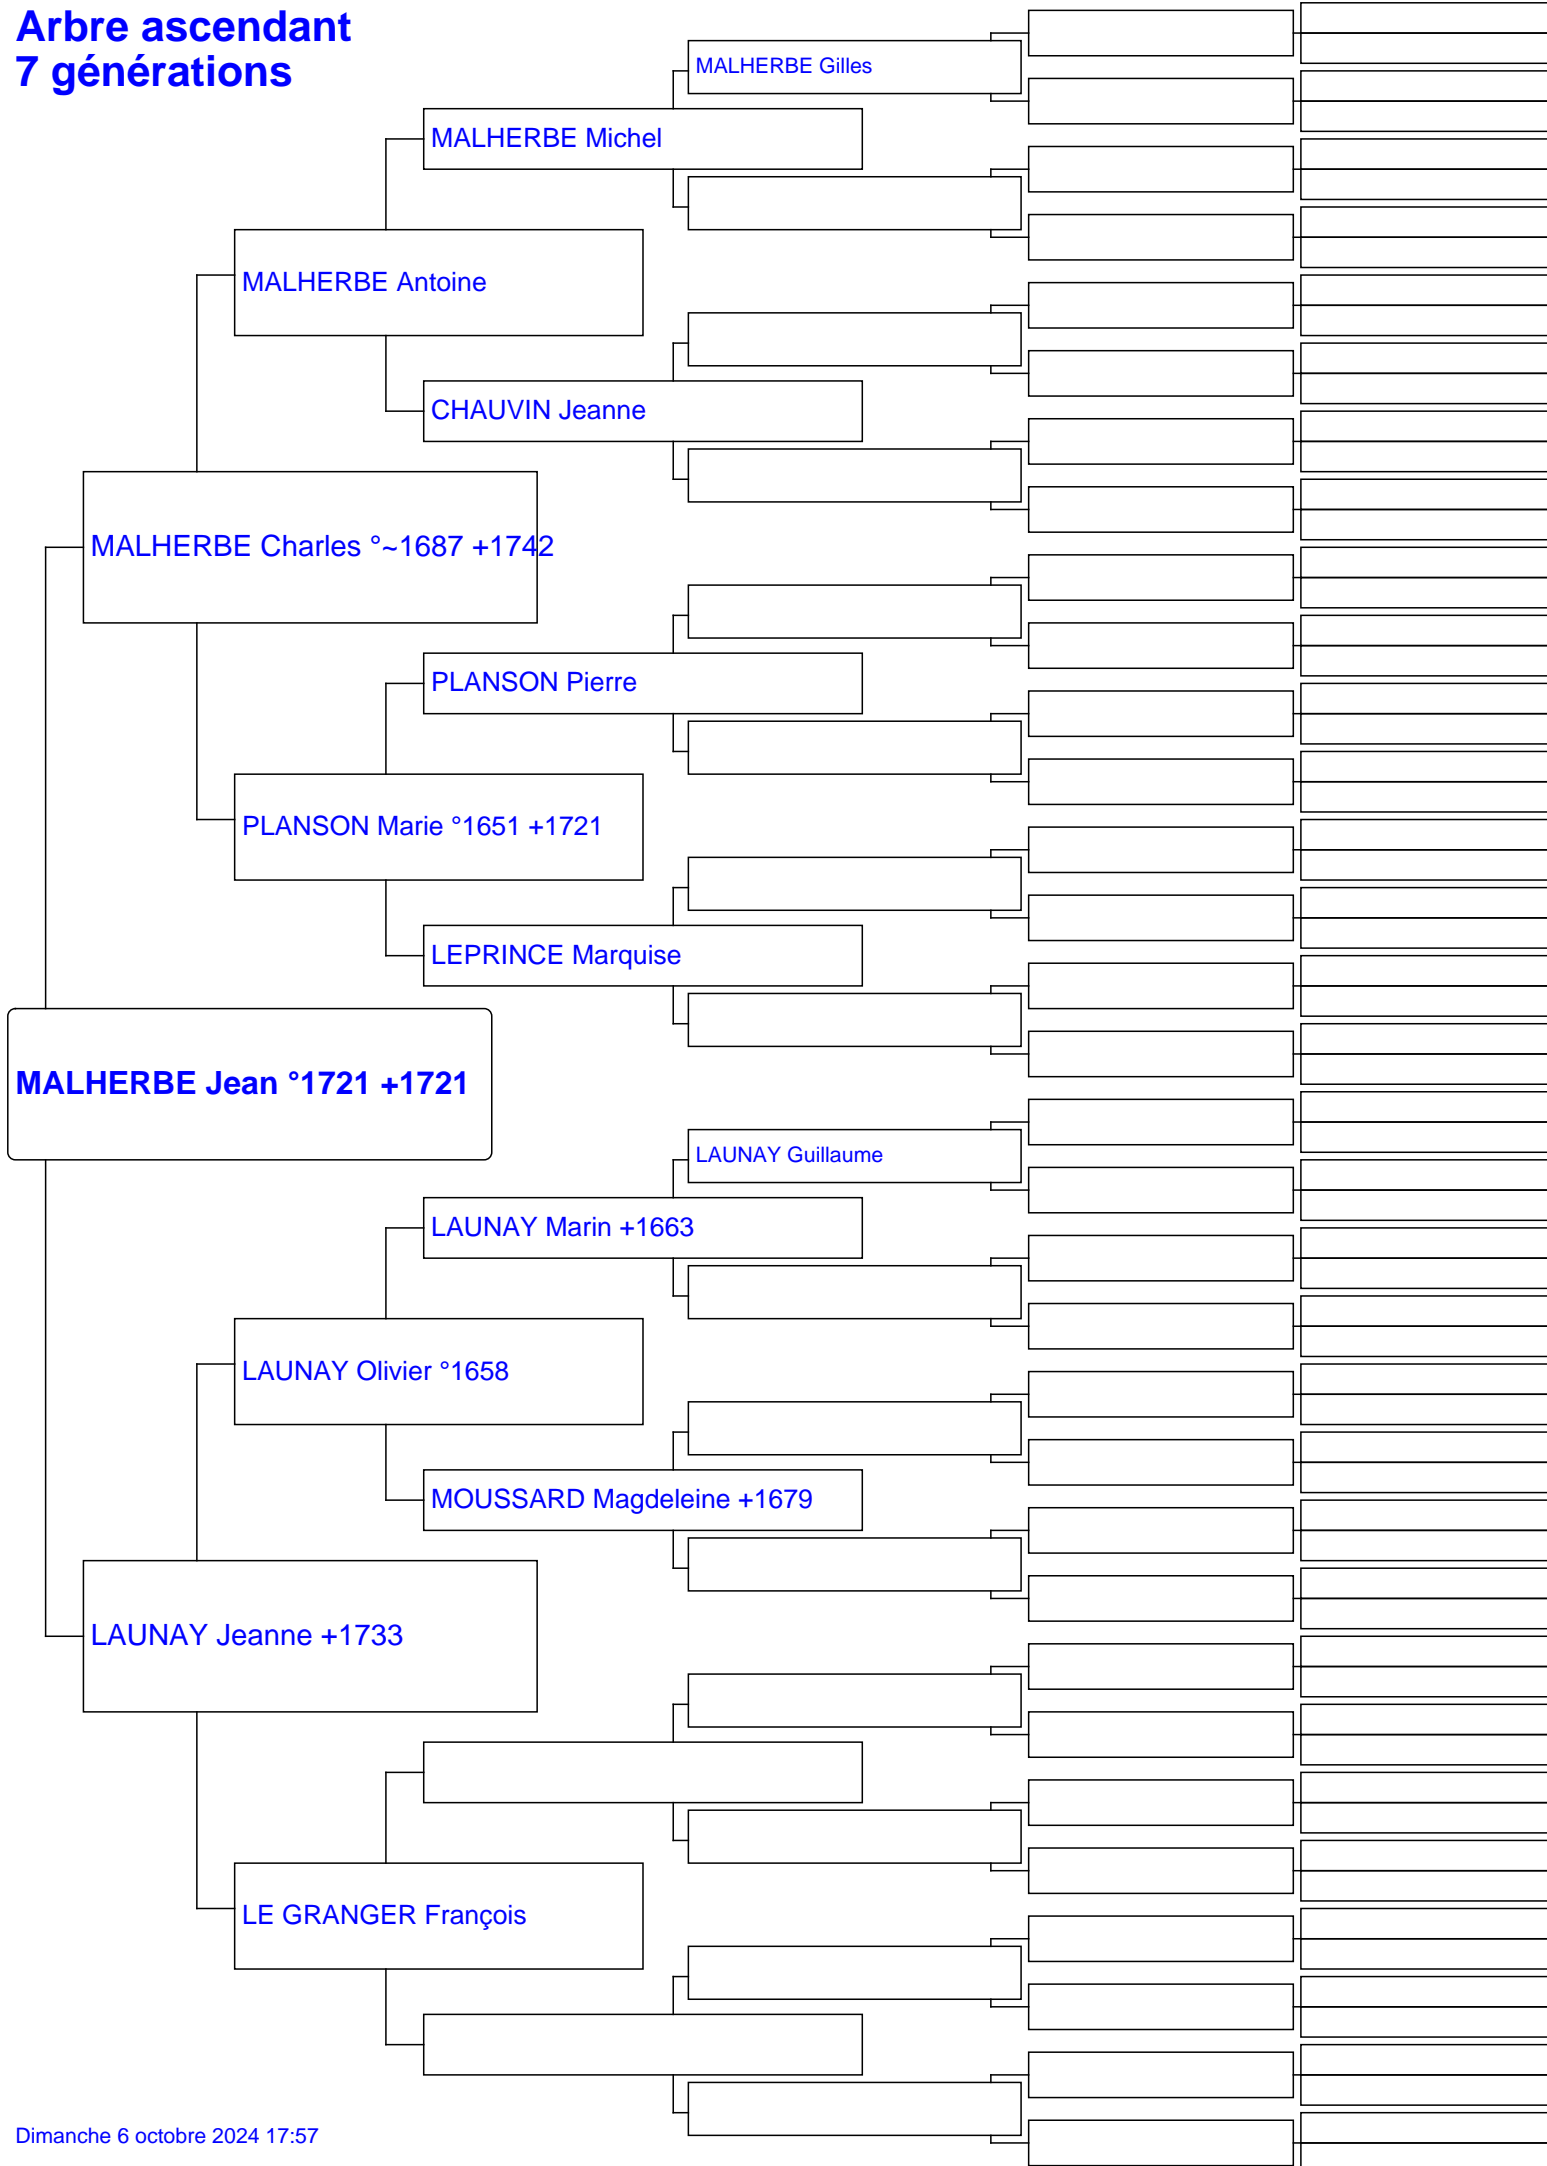 Arbre ascendant
7 générations
MALHERBE Gilles
MALHERBE Michel
MALHERBE Antoine
CHAUVIN Jeanne
MALHERBE Charles °~1687 +1742
PLANSON Pierre
PLANSON Marie °1651 +1721
LEPRINCE Marquise
MALHERBE Jean °1721 +1721
LAUNAY Guillaume
LAUNAY Marin +1663
LAUNAY Olivier °1658
MOUSSARD Magdeleine +1679
LAUNAY Jeanne +1733
LE GRANGER François
Dimanche 6 octobre 2024 17:57